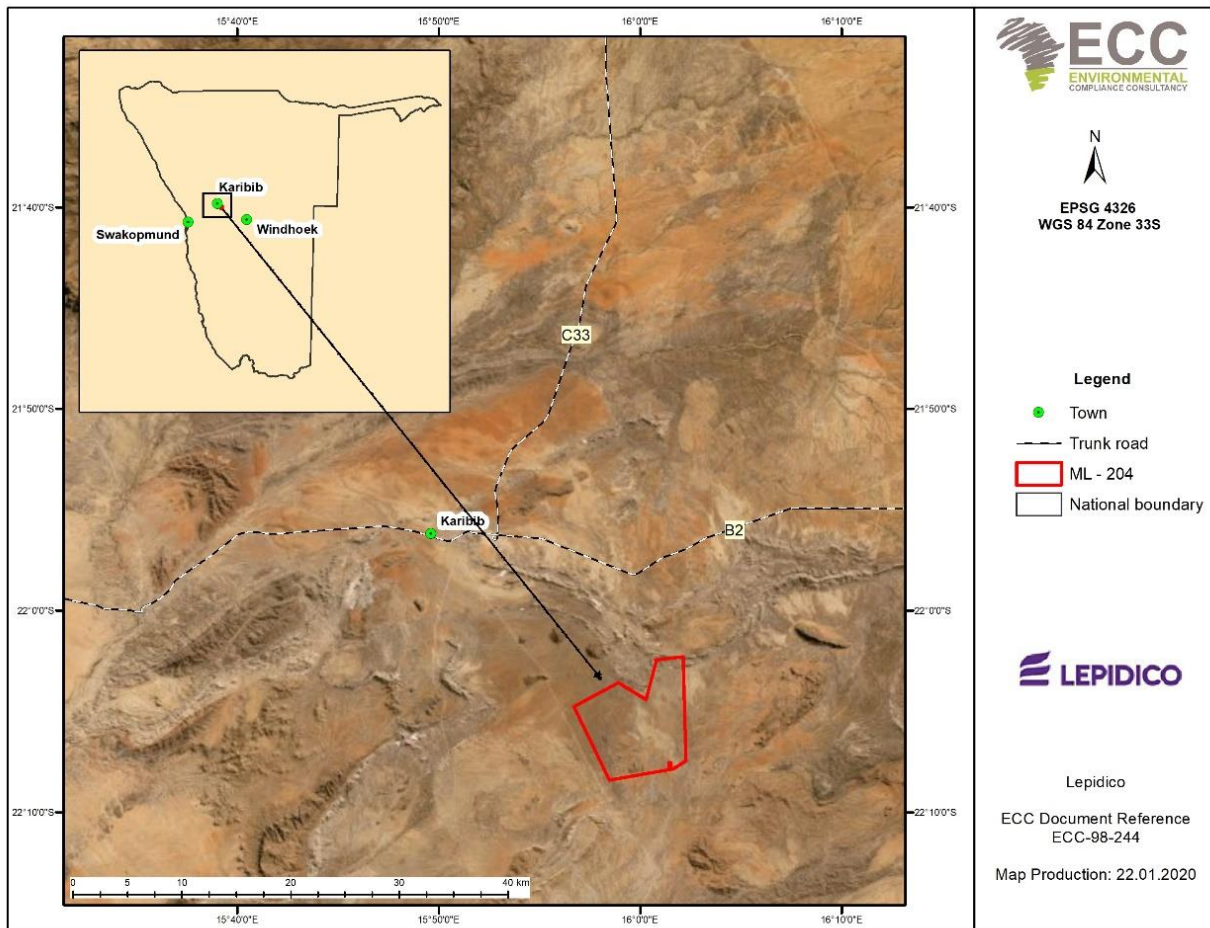 15°40'0"E
15°50'0"E
16°0'0"E
16°10'0"E
21°40'0"S
21°50'0"S
22°0'0"S
22°10'0"S
Karibib
Swakopmund
Windhoek
C33
Karibib
B2
0 5 10 20 30 40 km
15°40'0"E
15°50'0"E
16°0'0"E
16°10'0"E
21°40'0"S
21°50'0"S
22°0'0"S
22°10'0"S
ECC
ENVIRONMENTAL
COMPLIANCE CONSULTANCY
N
EPSG 4326
WGS 84 Zone 33S
Legend
Town
Trunk road
ML - 204
National boundary
LEPIDICO
Lepidico
ECC Document Reference
ECC-98-244
Map Production: 22.01.2020